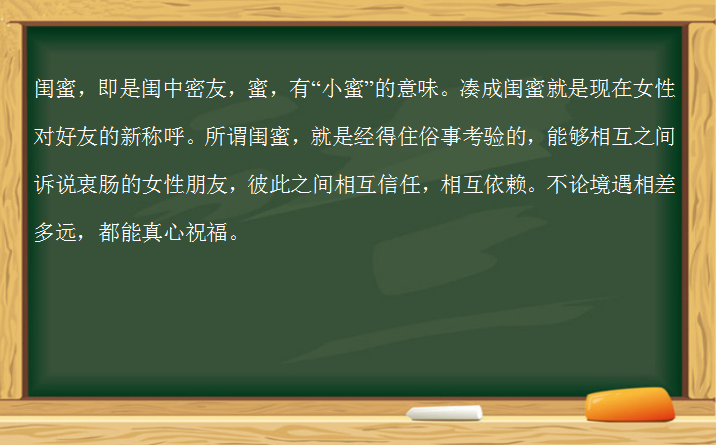 闺蜜，即是闺中密友，蜜，有“小蜜”的意味。凑成闺蜜就是现在女性
对好友的新称呼。所谓闺蜜，就是经得住俗事考验的，能够相互之间
诉说衷肠的女性朋友，彼此之间相互信任，相互依赖。不论境遇相差
多远，都能真心祝福。